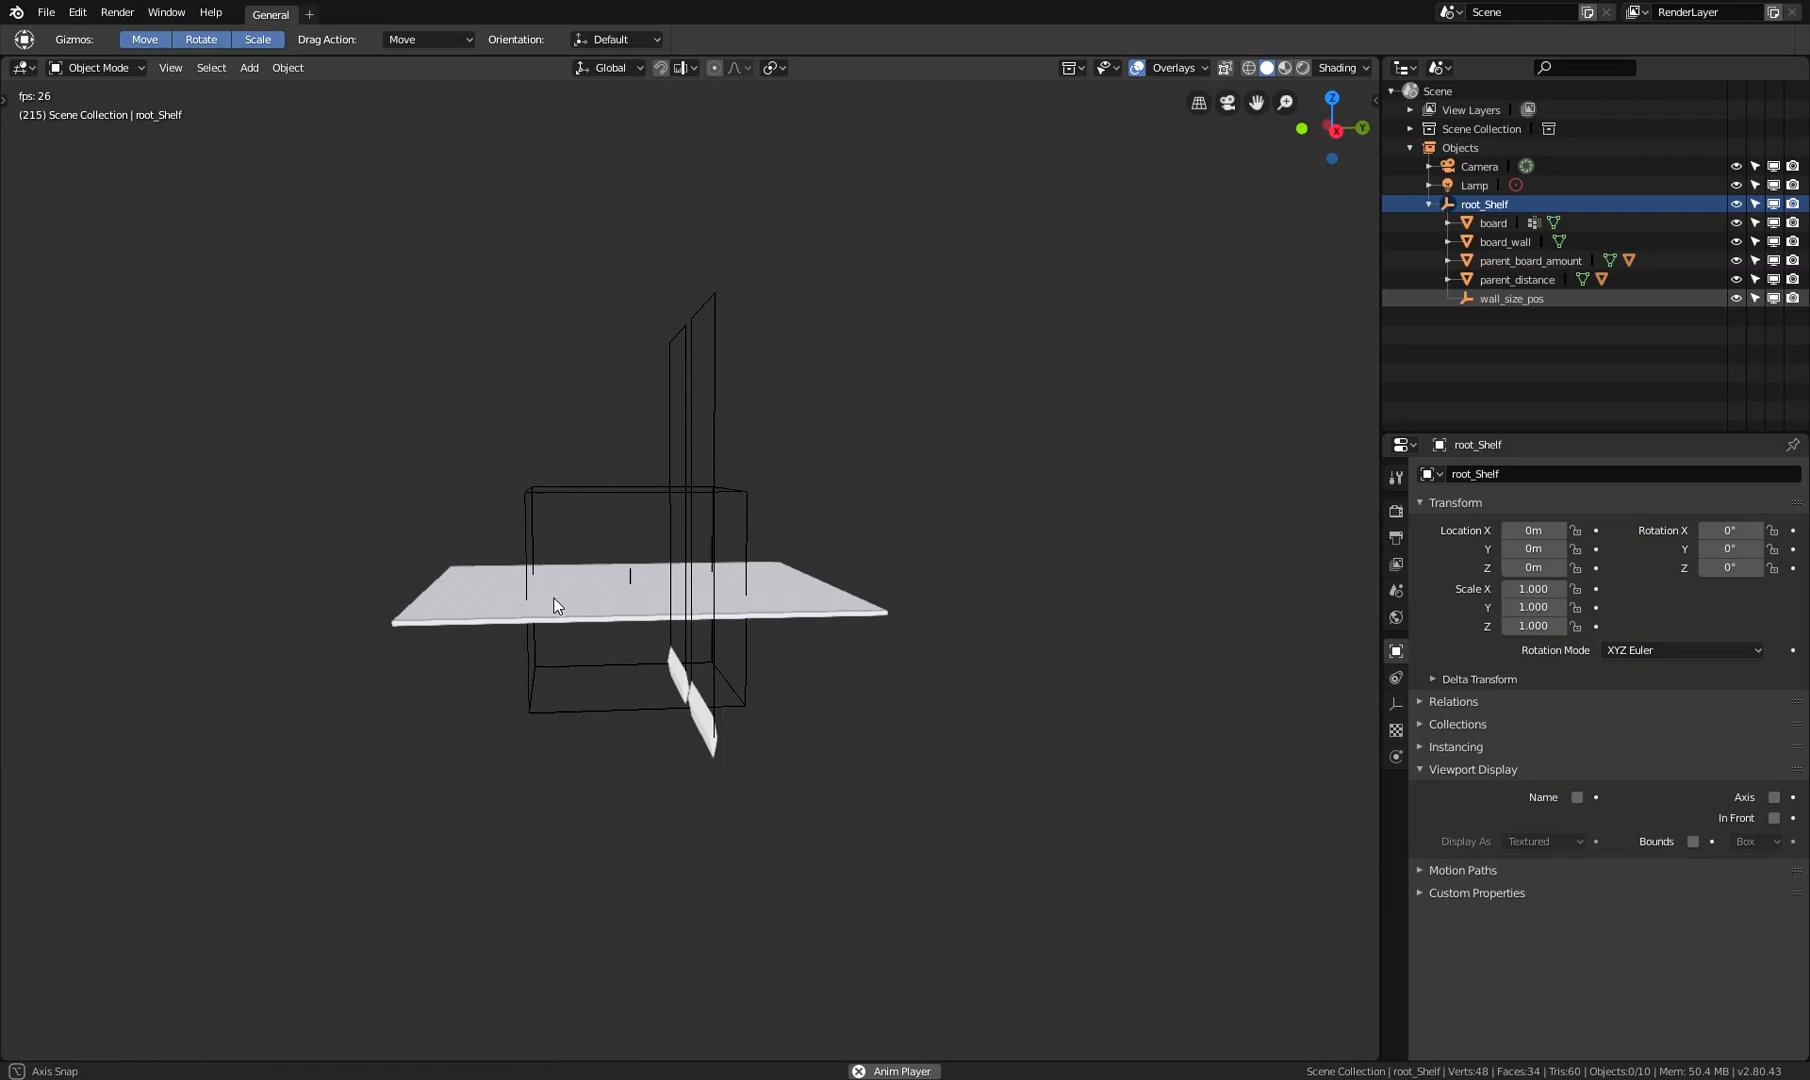 File Edit Render Window Help General + Scene RenderLayer
Gizmos: Move Rotate Scale Drag Action: Move Orientation: Default
Object Mode View Select Add Object Global Overlays Shading
fps: 26
(215) Scene Collection | root_Shelf
Z
Y
X
Scene
View Layers
Scene Collection
Objects
Camera
Lamp
root_Shelf
board
board_wall
parent_board_amount
parent_distance
wall_size_pos
root_Shelf
root_Shelf
Transform
Location X 0m Rotation X 0°
Y 0m Y 0°
Z 0m Z 0°
Scale X 1.000
Y 1.000
Z 1.000
Rotation Mode XYZ Euler
Delta Transform
Relations
Collections
Instancing
Viewport Display
Name Axis
In Front
Display As Textured Bounds Box
Motion Paths
Custom Properties
Axis Snap Anim Player Scene Collection | root_Shelf | Verts:48 | Faces:34 | Tris:60 | Objects:0/10 | Mem: 50.4 MB | v2.80.43